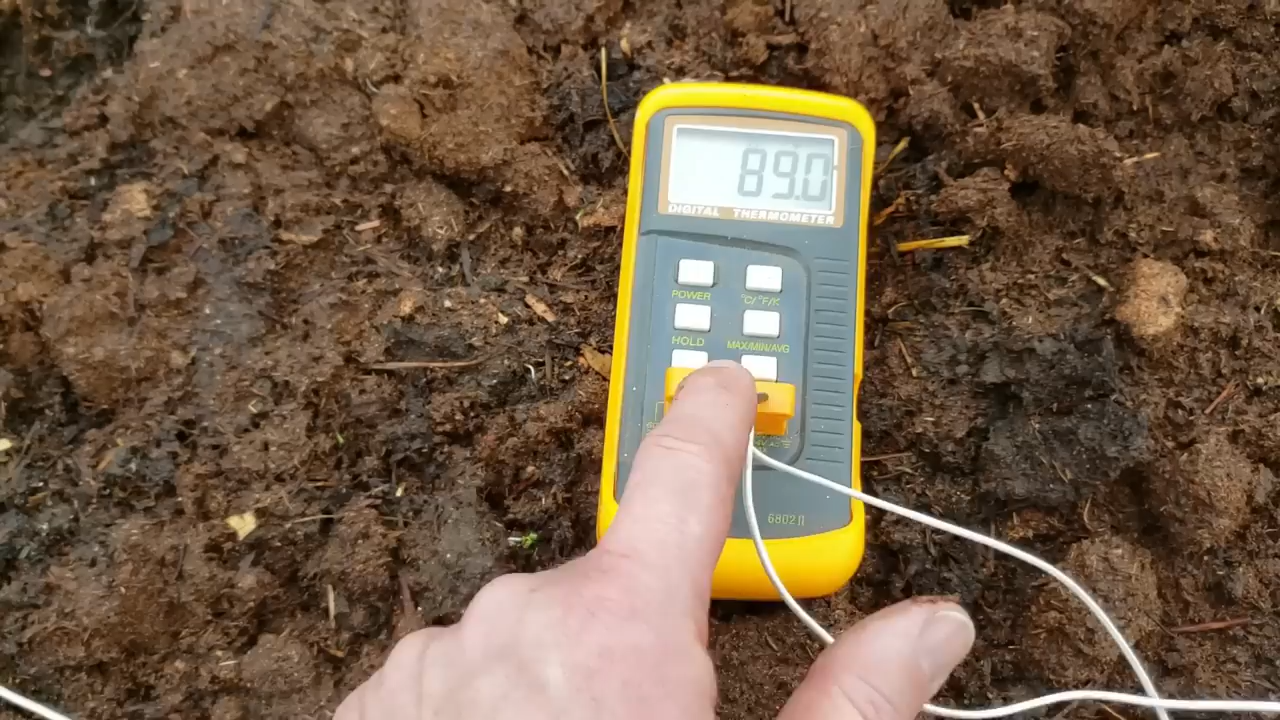 89.0
DIGITAL THERMOMETER
POWER °C/°F/K
HOLD MAX/MIN/AVG
6802 II